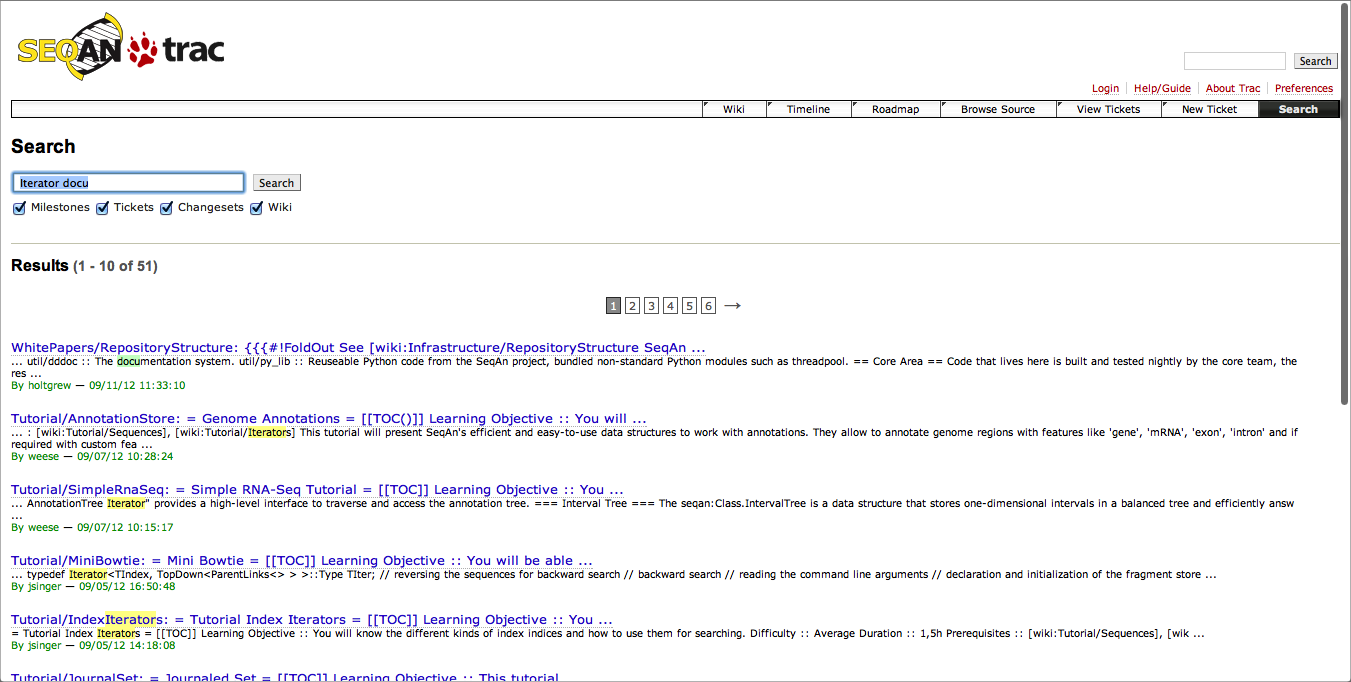 SEQAN trac
Search
Login Help/Guide About Trac Preferences
Wiki Timeline Roadmap Browse Source View Tickets New Ticket Search
Search
Iterator docu Search
Milestones Tickets Changesets Wiki
Results (1 - 10 of 51)
1 2 3 4 5 6 →
WhitePapers/RepositoryStructure: {{{#!FoldOut See [wiki:Infrastructure/RepositoryStructure SeqAn ...
... util/dddoc :: The documentation system. util/py_lib :: Reuseable Python code from the SeqAn project, bundled non-standard Python modules such as threadpool. == Core Area == Code that lives here is built and tested nightly by the core team, the
res ...
By holtgrew — 09/11/12 11:33:10
Tutorial/AnnotationStore: = Genome Annotations = [[TOC()]] Learning Objective :: You will ...
... : [wiki:Tutorial/Sequences], [wiki:Tutorial/Iterators] This tutorial will present SeqAn's efficient and easy-to-use data structures to work with annotations. They allow to annotate genome regions with features like 'gene', 'mRNA', 'exon', 'intron' and if
required with custom fea ...
By weese — 09/07/12 10:28:24
Tutorial/SimpleRnaSeq: = Simple RNA-Seq Tutorial = [[TOC]] Learning Objective :: You ...
... AnnotationTree Iterator" provides a high-level interface to traverse and access the annotation tree. === Interval Tree === The seqan:Class.IntervalTree is a data structure that stores one-dimensional intervals in a balanced tree and efficiently answ
...
By weese — 09/07/12 10:15:17
Tutorial/MiniBowtie: = Mini Bowtie = [[TOC]] Learning Objective :: You will be able ...
... typedef Iterator<TIndex, TopDown<ParentLinks<> > >::Type TIter; // reversing the sequences for backward search // backward search // reading the command line arguments // declaration and initialization of the fragment store ...
By jsinger — 09/05/12 16:50:48
Tutorial/IndexIterators: = Tutorial Index Iterators = [[TOC]] Learning Objective :: You ...
= Tutorial Index Iterators = [[TOC]] Learning Objective :: You will know the different kinds of index indices and how to use them for searching. Difficulty :: Average Duration :: 1,5h Prerequisites :: [wiki:Tutorial/Sequences], [wik ...
By jsinger — 09/05/12 14:18:08
Tutorial/JournalSet: = Journaled Set = [[TOC]] Learning Objective :: This tutorial